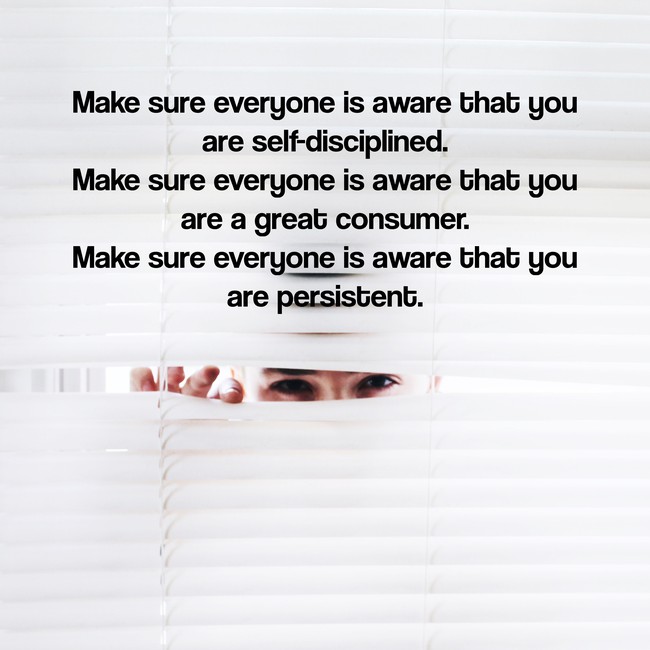 Make sure everyone is aware that you
are self-disciplined.
Make sure everyone is aware that you
are a great consumer.
Make sure everyone is aware that you
are persistent.